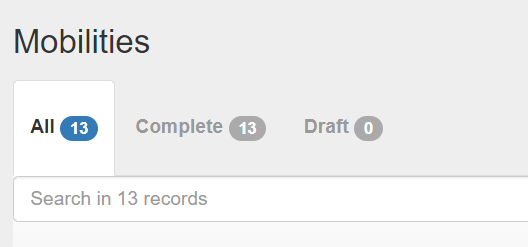 Mobilities
All 13 Complete 13 Draft 0
Search in 13 records